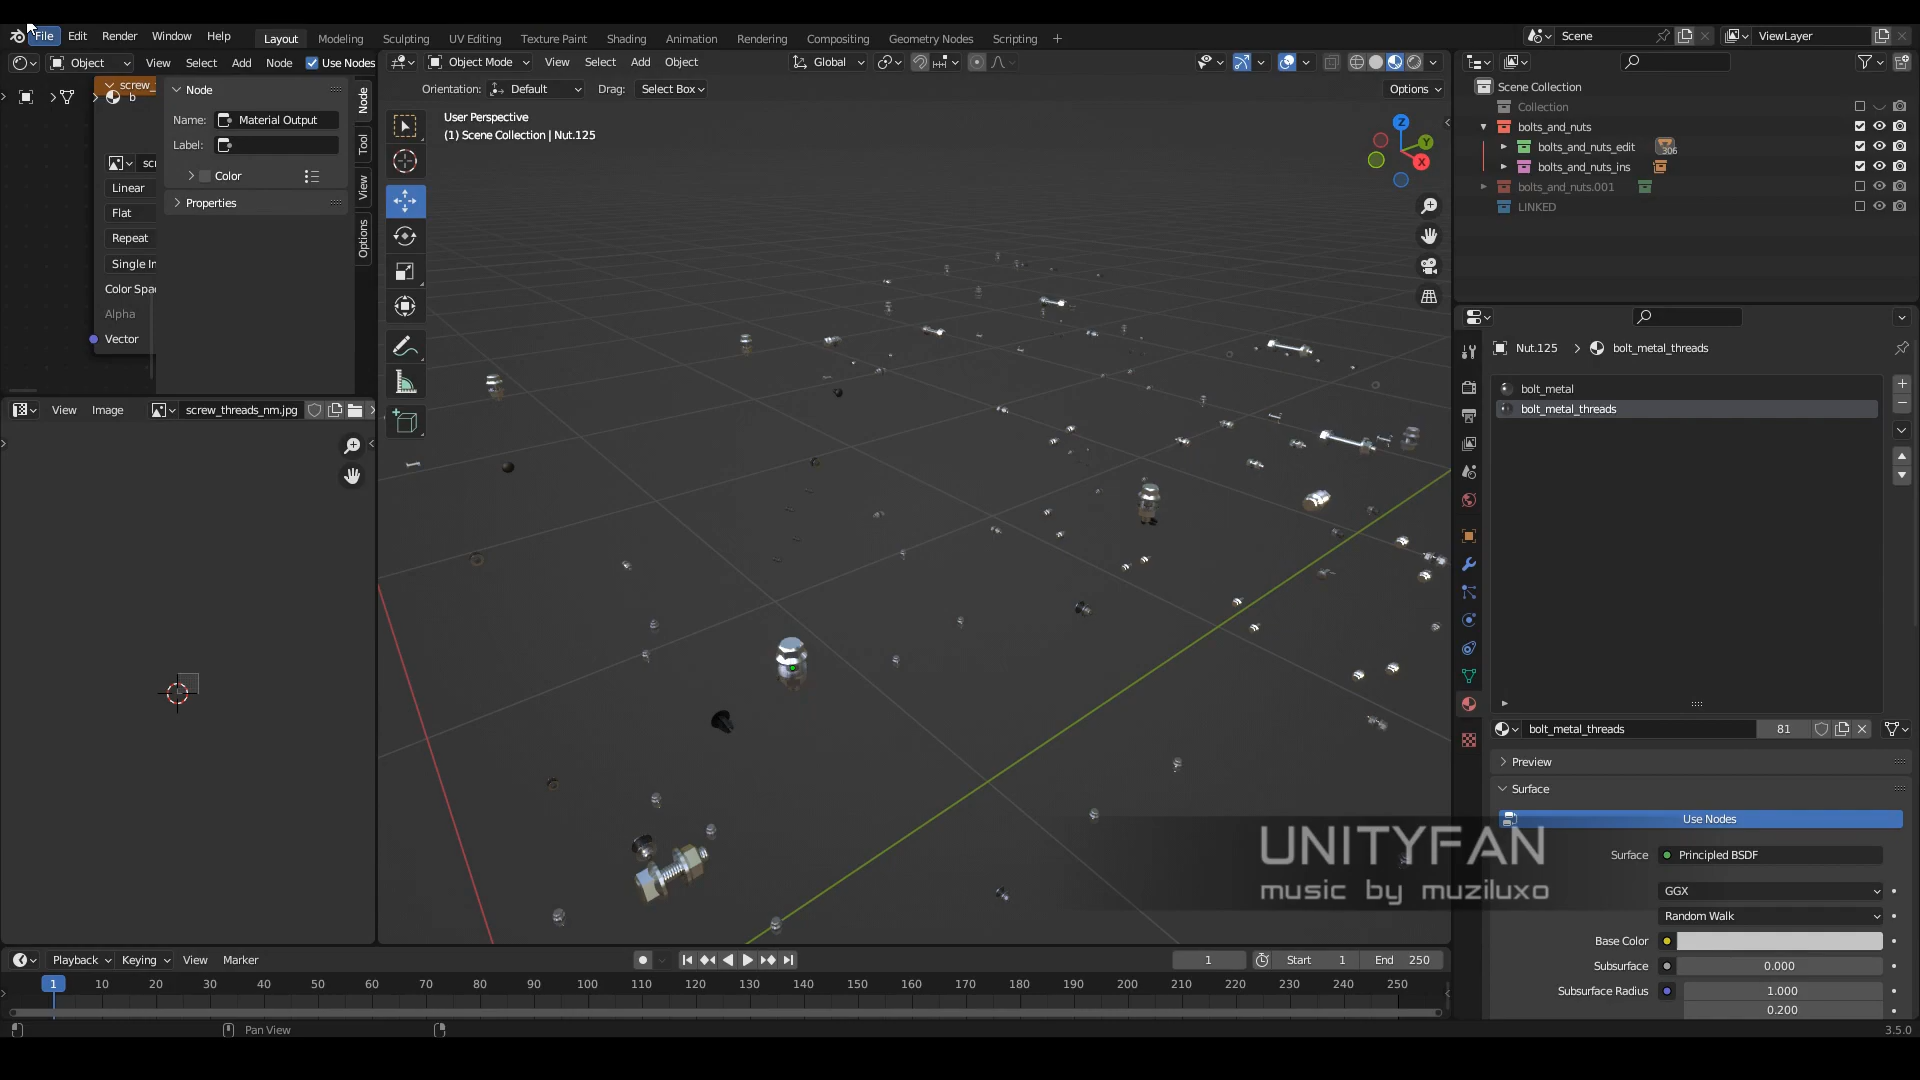 File Edit Render Window Help Layout Modeling Sculpting UV Editing Texture Paint Shading Animation Rendering Compositing Geometry Nodes Scripting + Scene ViewLayer
Object View Select Add Node Use Nodes
Object Mode View Select Add Object Global
Orientation: Default Drag: Select Box Options
screw_
b
Node
Name: Material Output
Label:
Color
Properties
scr
Linear
Flat
Repeat
Single In
Color Spa
Alpha
Vector
Node
Tool
View
Options
User Perspective
(1) Scene Collection | Nut.125
Z
Y
X
Scene Collection
Collection
bolts_and_nuts
bolts_and_nuts_edit 306
bolts_and_nuts_ins
bolts_and_nuts.001
LINKED
View Image screw_threads_nm.jpg
Nut.125 > bolt_metal_threads
bolt_metal
bolt_metal_threads
bolt_metal_threads 81
Preview
Surface
Use Nodes
Surface Principled BSDF
GGX
Random Walk
Base Color
Subsurface 0.000
Subsurface Radius 1.000
0.200
UNITYFAN
music by muziluxo
Playback Keying View Marker 1 Start 1 End 250
1 10 20 30 40 50 60 70 80 90 100 110 120 130 140 150 160 170 180 190 200 210 220 230 240 250
Pan View 3.5.0